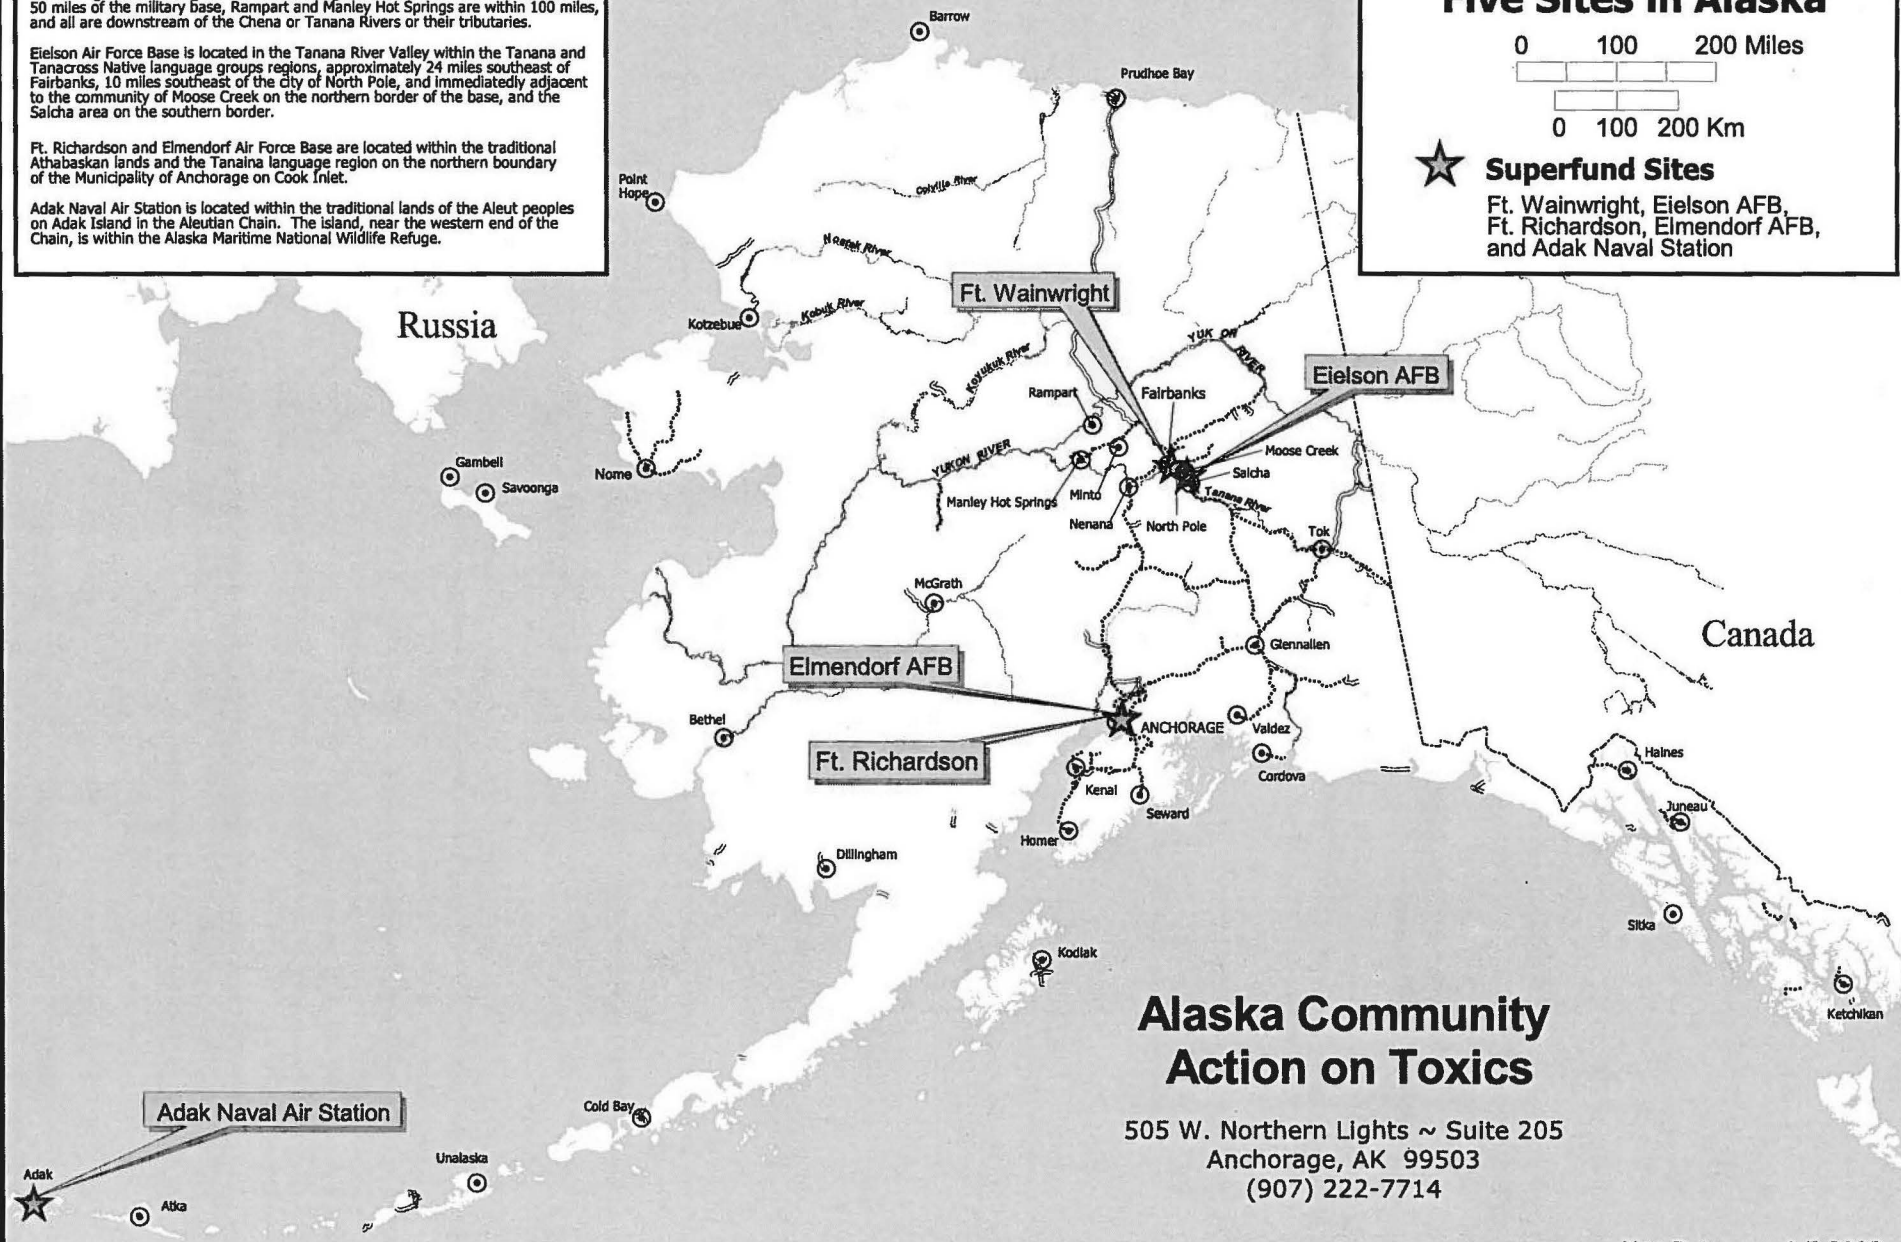 50 miles of the military base, Rampart and Manley Hot Springs are within 100 miles,
and all are downstream of the Chena or Tanana Rivers or their tributaries.
Eielson Air Force Base is located in the Tanana River Valley within the Tanana and
Tanacross Native language groups regions, approximately 24 miles southeast of
Fairbanks, 10 miles southeast of the city of North Pole, and immediatedly adjacent
to the community of Moose Creek on the northern border of the base, and the
Salcha area on the southern border.
Ft. Richardson and Elmendorf Air Force Base are located within the traditional
Athabaskan lands and the Tanaina language region on the northern boundary
of the Municipality of Anchorage on Cook Inlet.
Adak Naval Air Station is located within the traditional lands of the Aleut peoples
on Adak Island in the Aleutian Chain. The island, near the western end of the
Chain, is within the Alaska Maritime National Wildlife Refuge.
Five Sites in Alaska
0 100 200 Miles
0 100 200 Km
Superfund Sites
Ft. Wainwright, Eielson AFB,
Ft. Richardson, Elmendorf AFB,
and Adak Naval Station
Barrow
Prudhoe Bay
Point
Hope
Colville River
Noatak River
Kotzebue
Kobuk River
Russia
Ft. Wainwright
YUKON RIVER
Koyukuk River
Eielson AFB
Rampart
Fairbanks
Moose Creek
Salcha
Gambell
Savoonga
Nome
YUKON RIVER
Manley Hot Springs
Minto
Tanana River
Nenana
North Pole
Tok
McGrath
Canada
Glennallen
Elmendorf AFB
Bethel
ANCHORAGE
Valdez
Ft. Richardson
Cordova
Haines
Kenai
Seward
Juneau
Homer
Dillingham
Sitka
Kodiak
Ketchikan
Alaska Community
Action on Toxics
505 W. Northern Lights ~ Suite 205
Anchorage, AK 99503
(907) 222-7714
Adak Naval Air Station
Cold Bay
Unalaska
Adak
Atka